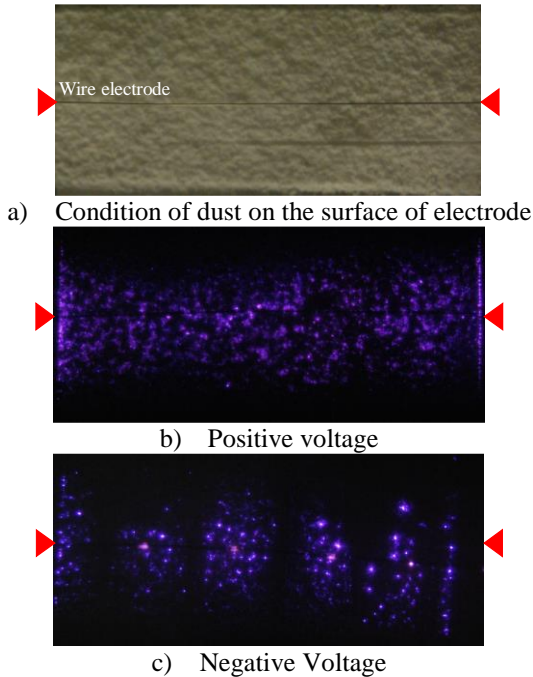 Wire electrode
a) Condition of dust on the surface of electrode
b) Positive voltage
c) Negative Voltage